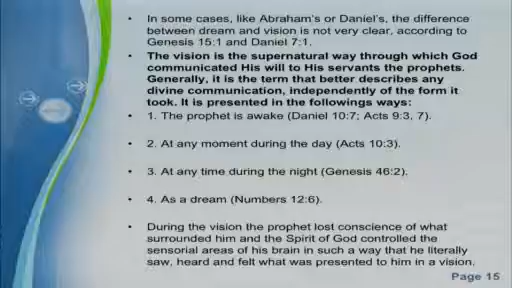 • In some cases, like Abraham's or Daniel's, the difference
between dream and vision is not very clear, according to
Genesis 15:1 and Daniel 7:1.
• The vision is the supernatural way through which God
communicated His will to His servants the prophets.
Generally, it is the term that better describes any
divine communication, independently of the form it
took. It is presented in the followings ways:
• 1. The prophet is awake (Daniel 10:7; Acts 9:3, 7).
• 2. At any moment during the day (Acts 10:3).
• 3. At any time during the night (Genesis 46:2).
• 4. As a dream (Numbers 12:6).
• During the vision the prophet lost conscience of what
surrounded him and the Spirit of God controlled the
sensorial areas of his brain in such a way that he literally
saw, heard and felt what was presented to him in a vision.
Page 15